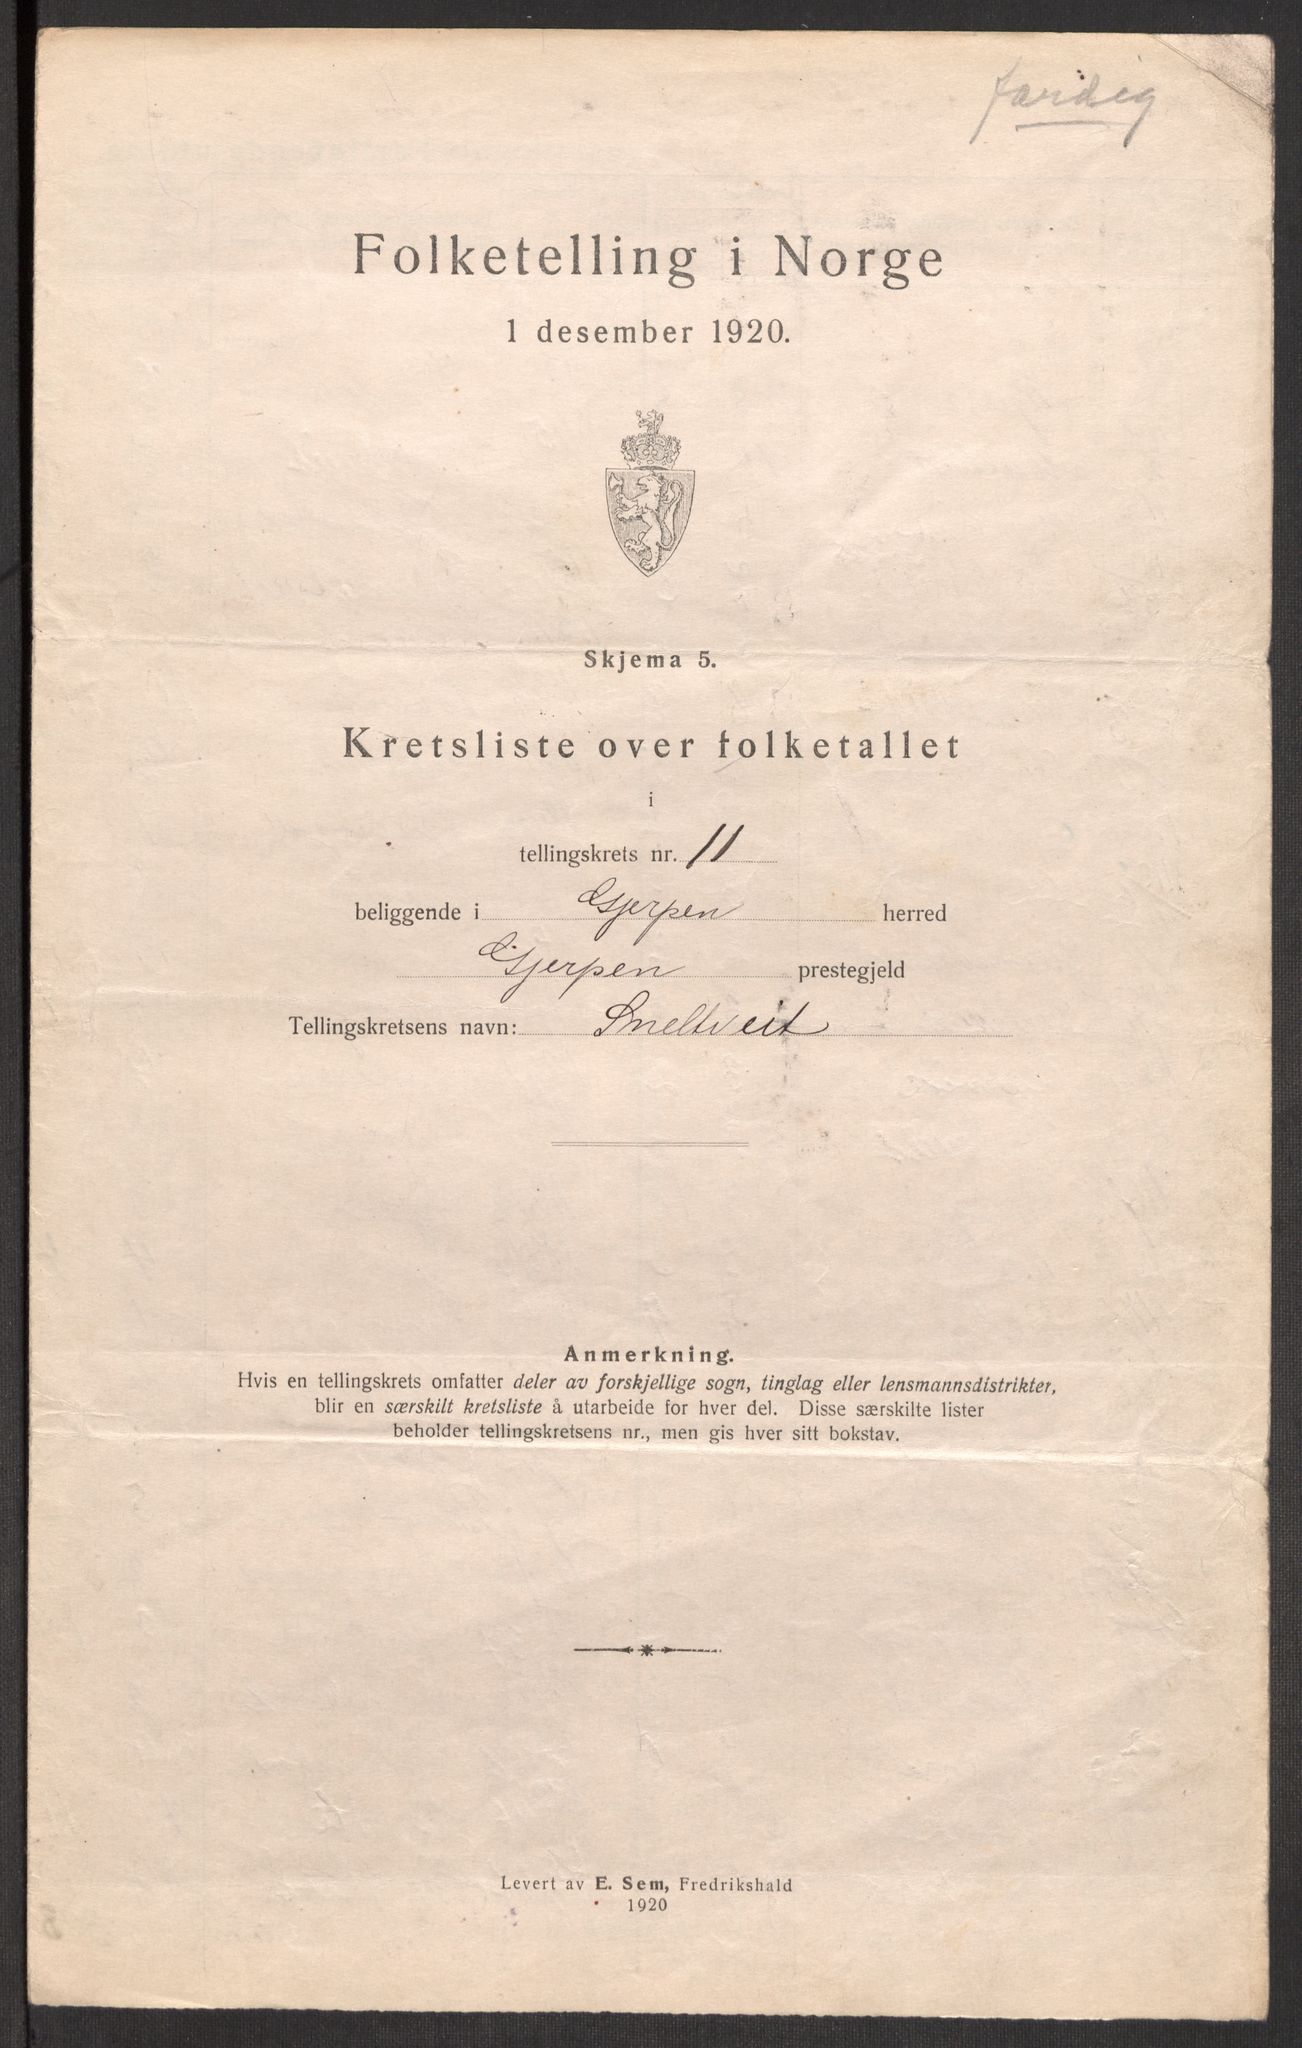 færdig
Folketelling i Norge
1 desember 1920.
Skjema 5.
Kretsliste over folketallet
i
tellingskrets nr. 11
beliggende i Gjerpen herred
Gjerpen prestegjeld
Tellingskretsens navn: Sneltveit
Anmerkning.
Hvis en tellingskrets omfatter deler av forskjellige sogn, tinglag eller lensmannsdistrikter,
blir en særskilt kretsliste å utarbeide for hver del. Disse særskilte lister
beholder tellingskretsens nr., men gis hver sitt bokstav.
Levert av E. Sem, Fredrikshald
1920